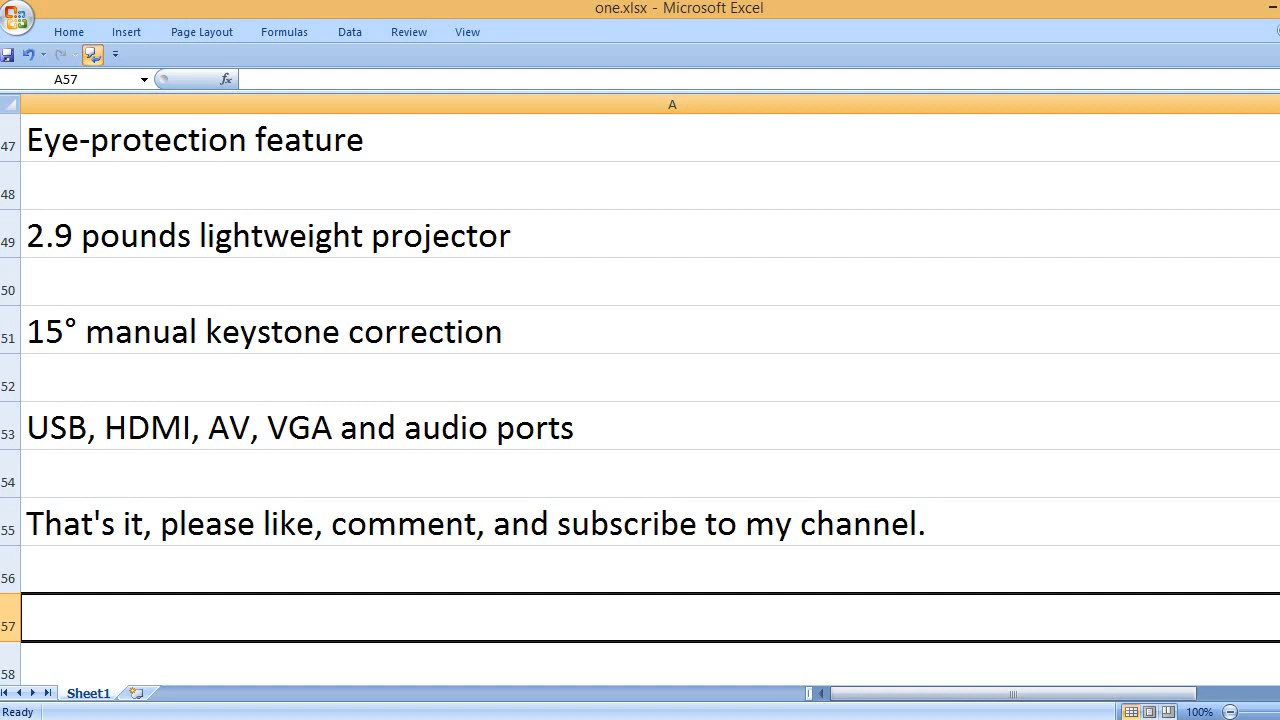 one.xlsx - Microsoft Excel
Home Insert Page Layout Formulas Data Review View
A57
A
47 Eye-protection feature
48
49 2.9 pounds lightweight projector
50
51 15° manual keystone correction
52
53 USB, HDMI, AV, VGA and audio ports
54
55 That's it, please like, comment, and subscribe to my channel.
56
57
58
Sheet1
Ready 100%